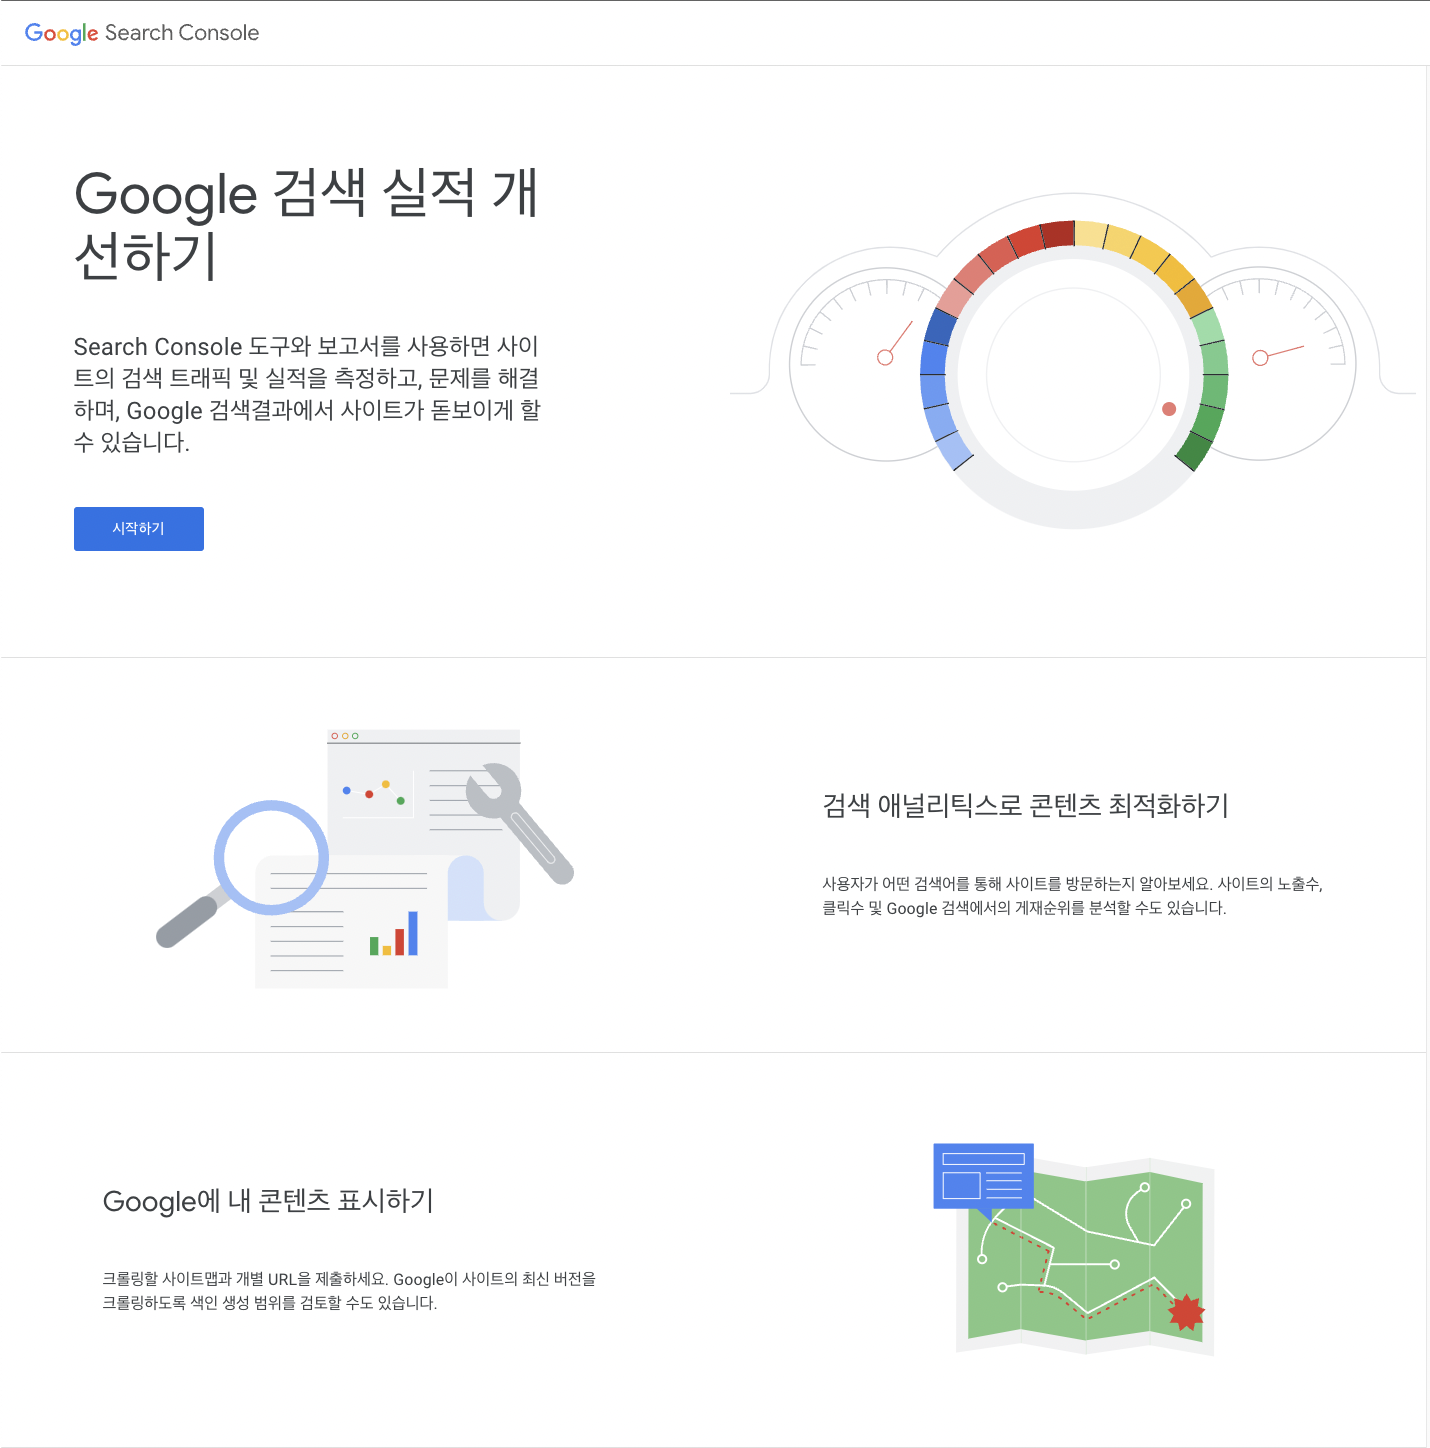 Google Search Console
Google 검색 실적 개
선하기
Search Console 도구와 보고서를 사용하면 사이
트의 검색 트래픽 및 실적을 측정하고, 문제를 해결
하며, Google 검색결과에서 사이트가 돋보이게 할
수 있습니다.
시작하기
검색 애널리틱스로 콘텐츠 최적화하기
사용자가 어떤 검색어를 통해 사이트를 방문하는지 알아보세요. 사이트의 노출수,
클릭수 및 Google 검색에서의 게재순위를 분석할 수도 있습니다.
Google에 내 콘텐츠 표시하기
크롤링할 사이트맵과 개별 URL을 제출하세요. Google이 사이트의 최신 버전을
크롤링하도록 색인 생성 범위를 검토할 수도 있습니다.